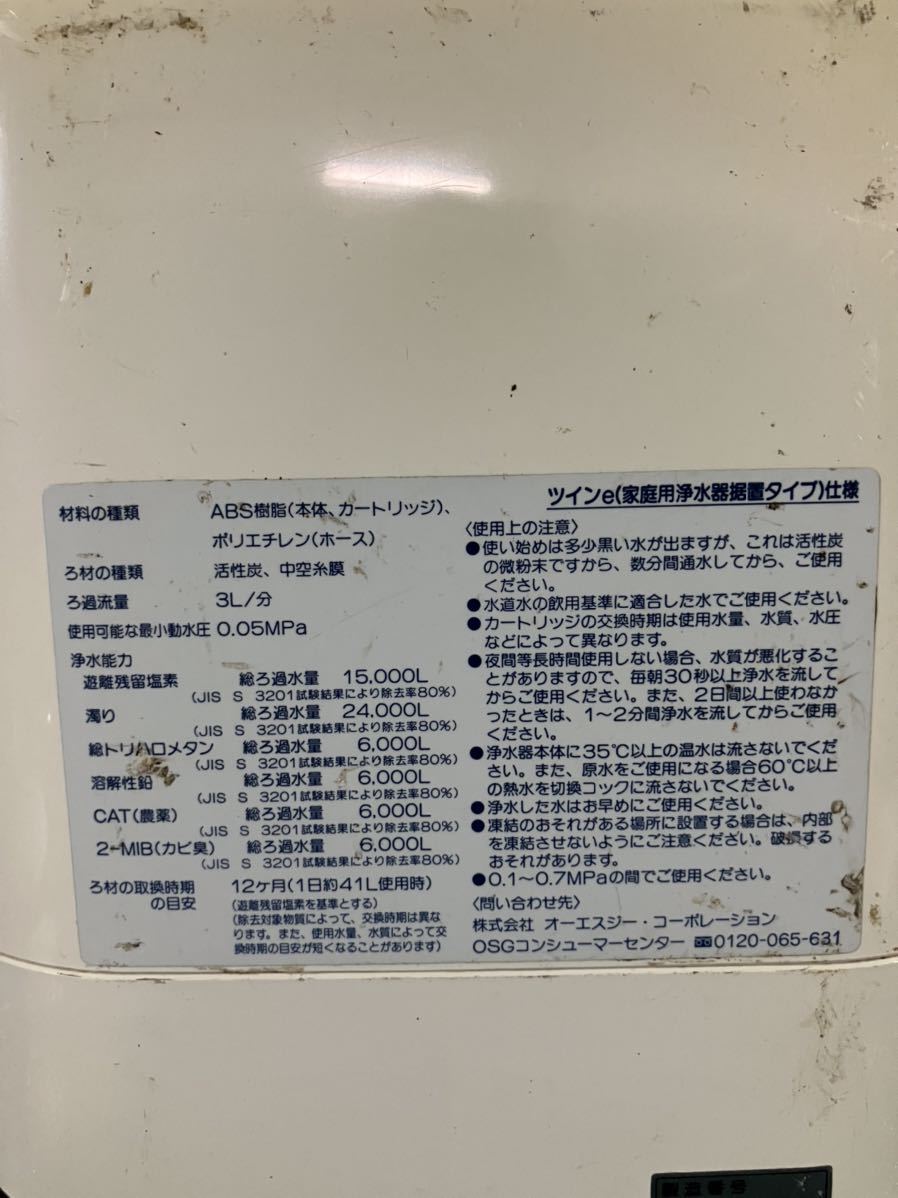 ツインe(家庭用浄水器据置タイプ)仕様
材料の種類 ABS樹脂(本体、カートリッジ)、
ポリエチレン(ホース)
ろ材の種類 活性炭、中空糸膜
ろ過流量 3L/分
使用可能な最小動水圧 0.05MPa
浄水能力
遊離残留塩素 総ろ過水量 15,000L
(JIS S 3201試験結果により除去率80%)
濁り 総ろ過水量 24,000L
(JIS S 3201試験結果により除去率80%)
総トリハロメタン 総ろ過水量 6,000L
(JIS S 3201試験結果により除去率80%)
溶解性鉛 総ろ過水量 6,000L
(JIS S 3201試験結果により除去率80%)
CAT(農薬) 総ろ過水量 6,000L
(JIS S 3201試験結果により除去率80%)
2-MIB(カビ臭) 総ろ過水量 6,000L
(JIS S 3201試験結果により除去率80%)
ろ材の取換時期 12ヶ月(1日約41L使用時)
の目安 (遊離残留塩素を基準とする)
(除去対象物質によって、交換時期は異な
ります。また、使用水量、水質によって交
換時期の目安が短くなることがあります)
〈使用上の注意〉
●使い始めは多少黒い水が出ますが、これは活性炭
の微粉末ですから、数分間通水してから、ご使用
ください。
●水道水の飲用基準に適合した水でご使用ください。
●カートリッジの交換時期は使用水量、水質、水圧
などによって異なります。
●夜間等長時間使用しない場合、水質が悪化するこ
とがありますので、毎朝30秒以上浄水を流して
からご使用ください。また、2日間以上使わなか
ったときは、1〜2分間浄水を流してからご使用
ください。
●浄水器本体に35℃以上の温水は流さないでくだ
さい。また、原水をご使用になる場合60℃以上
の熱水を切換コックに流さないでください。
●浄水した水はお早めにご使用ください。
●凍結のおそれがある場所に設置する場合は、内部
を凍結させないようにご注意ください。破損する
おそれがあります。
●0.1〜0.7MPaの間でご使用ください。
〈問い合わせ先〉
株式会社 オーエスジー・コーポレーション
OSGコンシューマーセンター 0120-065-631
製造番号